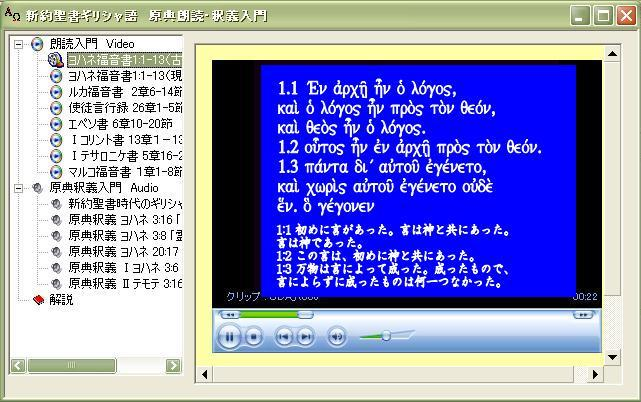 新約聖書ギリシャ語 原典朗読・釈義入門
朗読入門 Video
ヨハネ福音書1:1-13(古
ヨハネ福音書1:1-13(現
ルカ福音書 2章6-14節
使徒言行録 26章1-5節
エペソ書 6章10-20節
Ⅰコリント書 13章1-13
Ⅰテサロニケ書 5章16-2
マルコ福音書 1章1-8節
原典釈義入門 Audio
新約聖書時代のギリシャ
原典釈義 ヨハネ 3:16「
原典釈義 ヨハネ 3:8「霊
原典釈義 ヨハネ 20:17
原典釈義 Ⅰヨハネ 3:6
原典釈義 Ⅱテモテ 3:16
解説
1.1 Ἐν ἀρχῇ ἦν ὁ λόγος,
καὶ ὁ λόγος ἦν πρὸς τὸν θεόν,
καὶ θεὸς ἦν ὁ λόγος.
1.2 οὗτος ἦν ἐν ἀρχῇ πρὸς τὸν θεόν.
1.3 πάντα δι´ αὐτοῦ ἐγένετο,
καὶ χωρὶς αὐτοῦ ἐγένετο οὐδὲ
ἕν. ὃ γέγονεν
1:1 初めに言があった。言は神と共にあった。
言は神であった。
1:2 この言は、初めに神と共にあった。
1:3 万物は言によって成った。成ったもので、
言によらずに成ったものは何一つなかった。
クリップ:
00:22